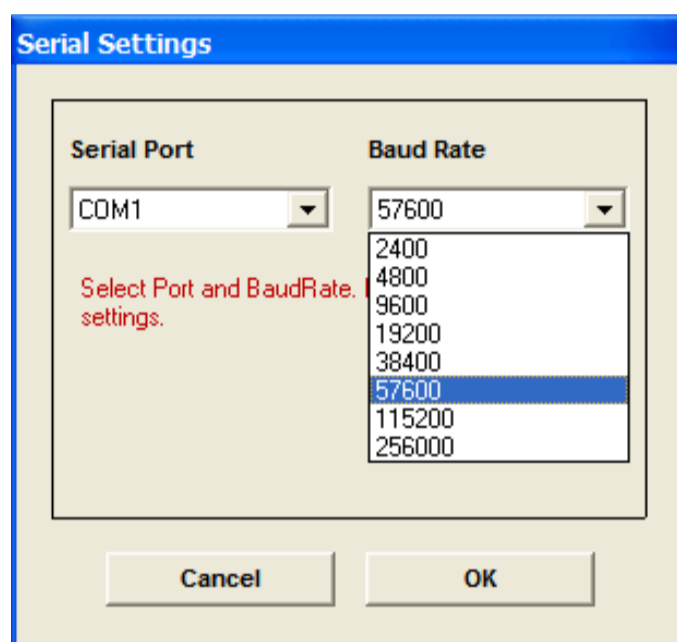 Serial Settings
Serial Port
Baud Rate
COM1
57600
2400
4800
9600
19200
38400
57600
115200
256000
Select Port and BaudRate.
settings.
Cancel
OK